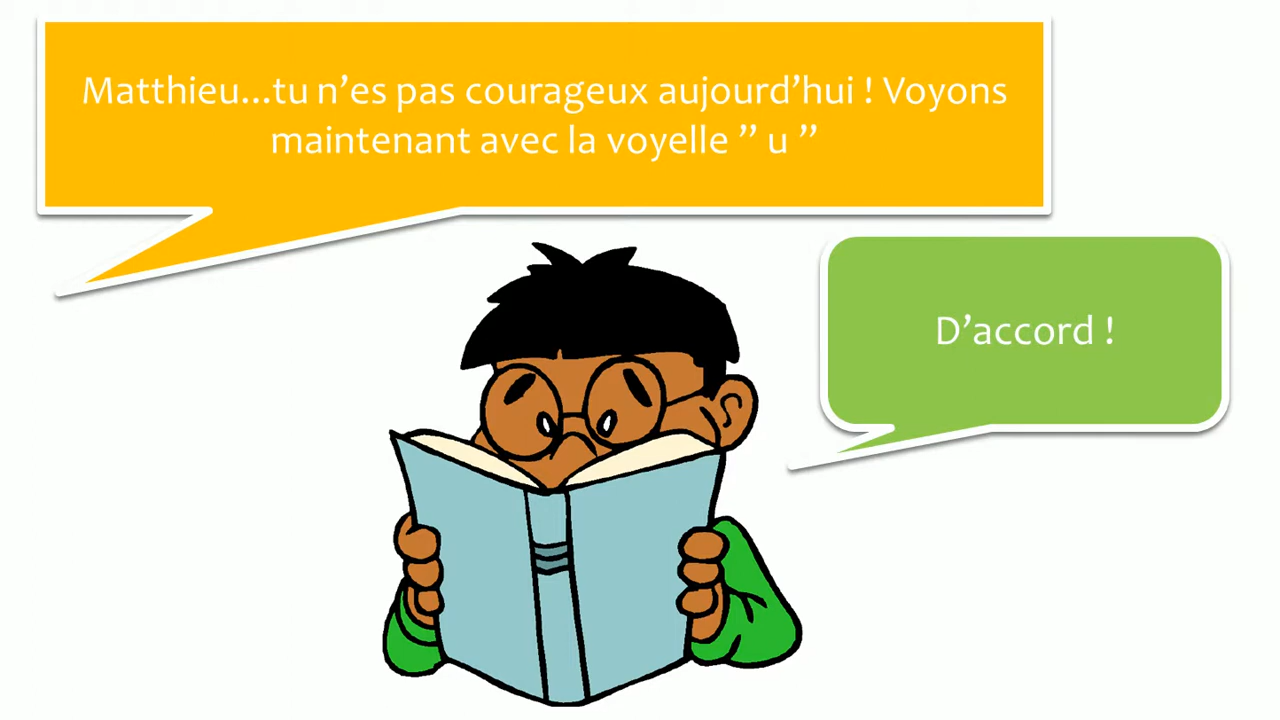 Matthieu...tu n’es pas courageux aujourd’hui ! Voyons
maintenant avec la voyelle ” u ”
D’accord !